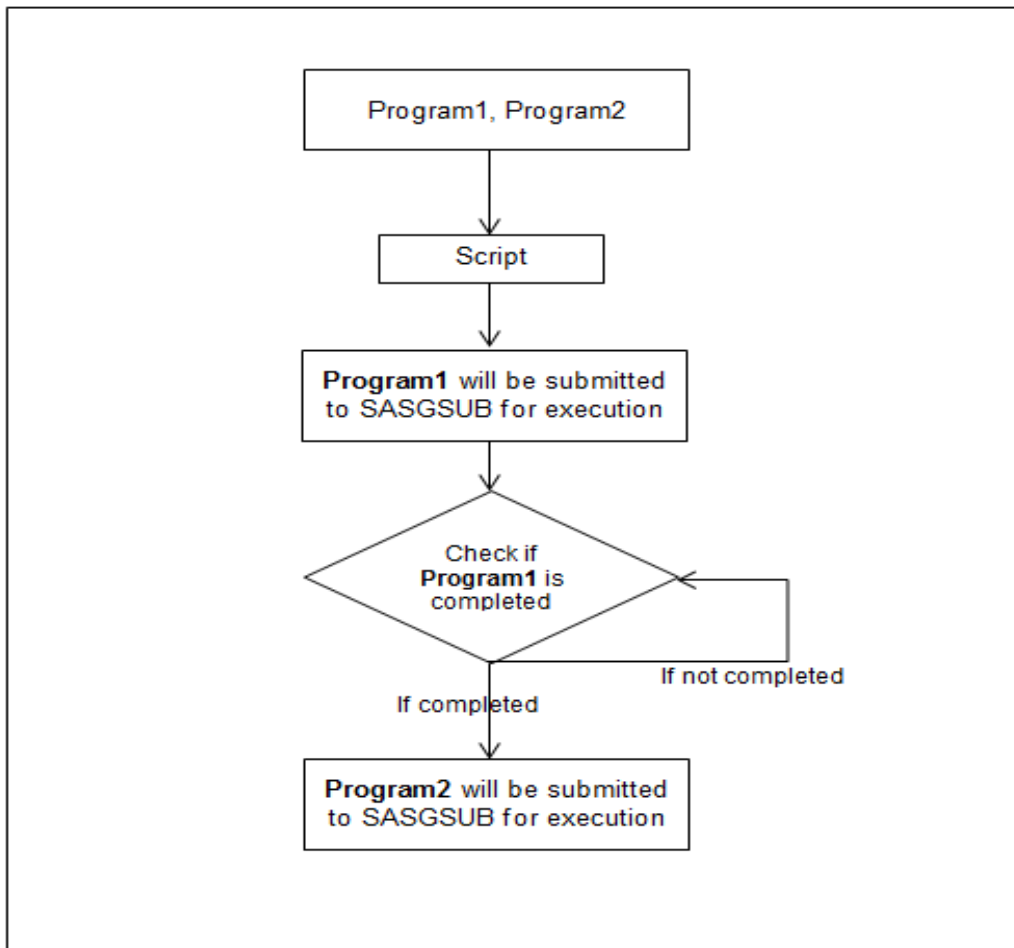 Program1, Program2
Script
Program1 will be submitted
to SASGSUB for execution
Check if
Program1 is
completed
If not completed
If completed
Program2 will be submitted
to SASGSUB for execution